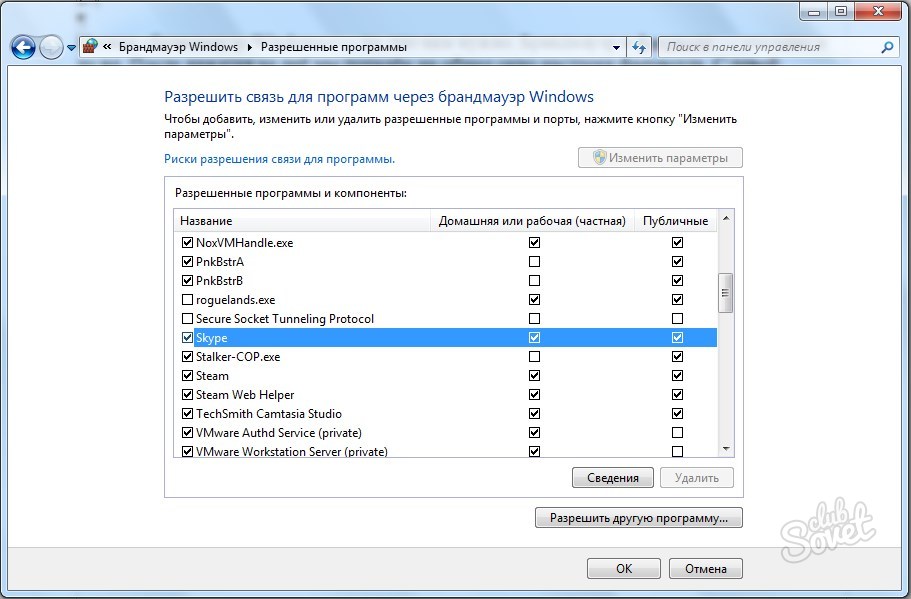 « Брандмауэр Windows Разрешенные программы
Поиск в панели управления
Разрешить связь для программ через брандмауэр Windows
Чтобы добавить, изменить или удалить разрешенные программы и порты, нажмите кнопку "Изменить
параметры".
Риски разрешения связи для программы.
Изменить параметры
Разрешенные программы и компоненты:
Название Домашняя или рабочая (частная) Публичные
NoxVMHandle.exe
PnkBstrA
PnkBstrB
roguelands.exe
Secure Socket Tunneling Protocol
Skype
Stalker-COP.exe
Steam
Steam Web Helper
TechSmith Camtasia Studio
VMware Authd Service (private)
VMware Workstation Server (private)
Сведения Удалить
Разрешить другую программу...
club
Sovet
OK Отмена